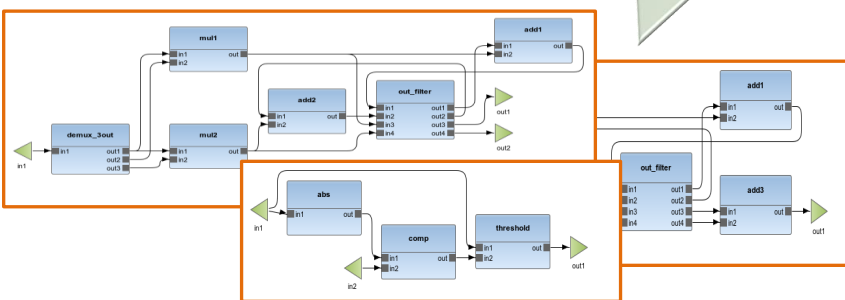 mul1
in1 out
in2
add1
in1 out
in2
add2
in1 out
in2
out_filter
in1 out1
in2 out2
in3 out3
in4 out4
out1
out2
demux_3out
in1 out1
out2
out3
in1
mul2
in1 out
in2
abs
in1 out
in1
comp
in1 out
in2
in2
threshold
in1 out
in2
out1
add1
in1 out
in2
out_filter
in1 out1
in2 out2
in3 out3
in4 out4
add3
in1 out
in2
out1